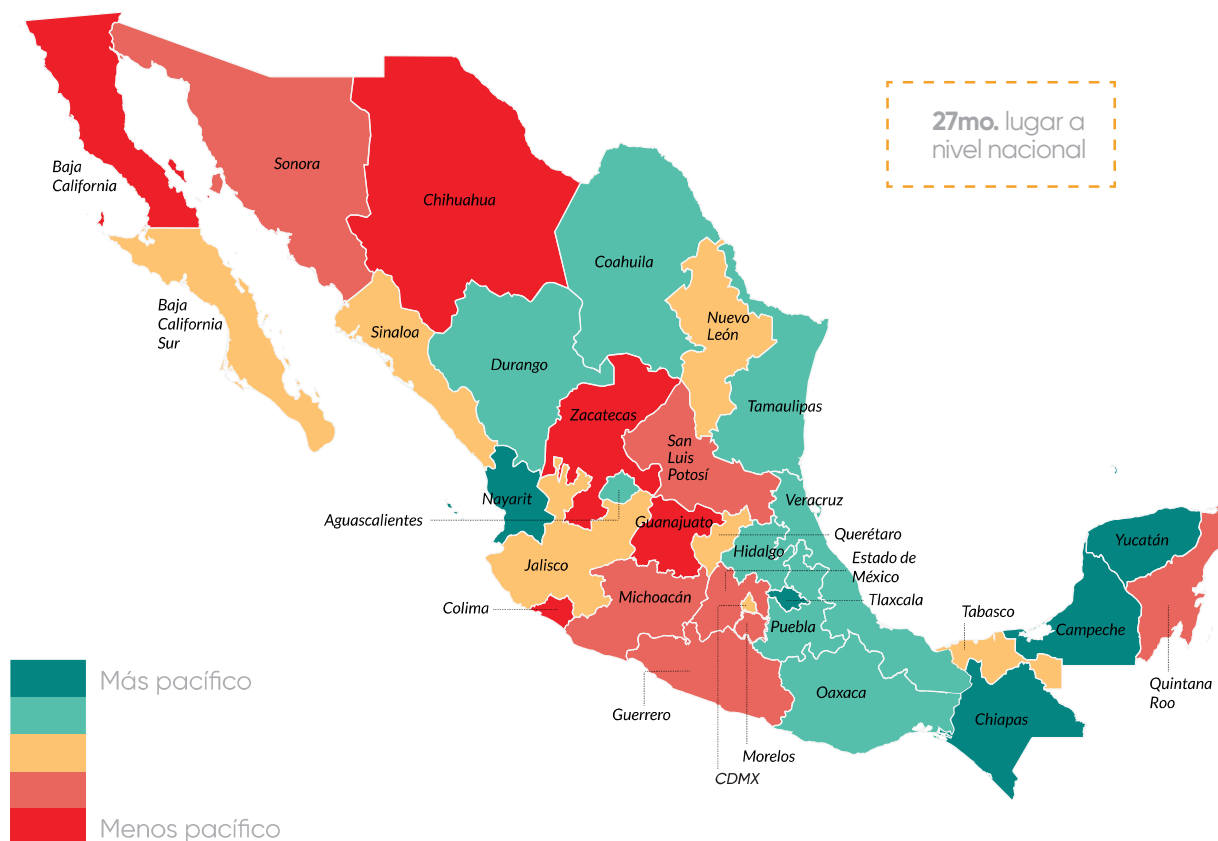 27mo. lugar a
nivel nacional
Baja
California
Sonora
Chihuahua
Coahuila
Baja
California
Sur
Sinaloa
Nuevo
León
Durango
Tamaulipas
Zacatecas
San
Luis
Potosí
Nayarit
Veracruz
Aguascalientes
Guanajuato
Querétaro
Yucatán
Hidalgo
Estado de
México
Jalisco
Michoacán
Tlaxcala
Colima
Tabasco
Puebla
Campeche
Más pacífico
Quintana
Roo
Oaxaca
Guerrero
Chiapas
Morelos
CDMX
Menos pacífico